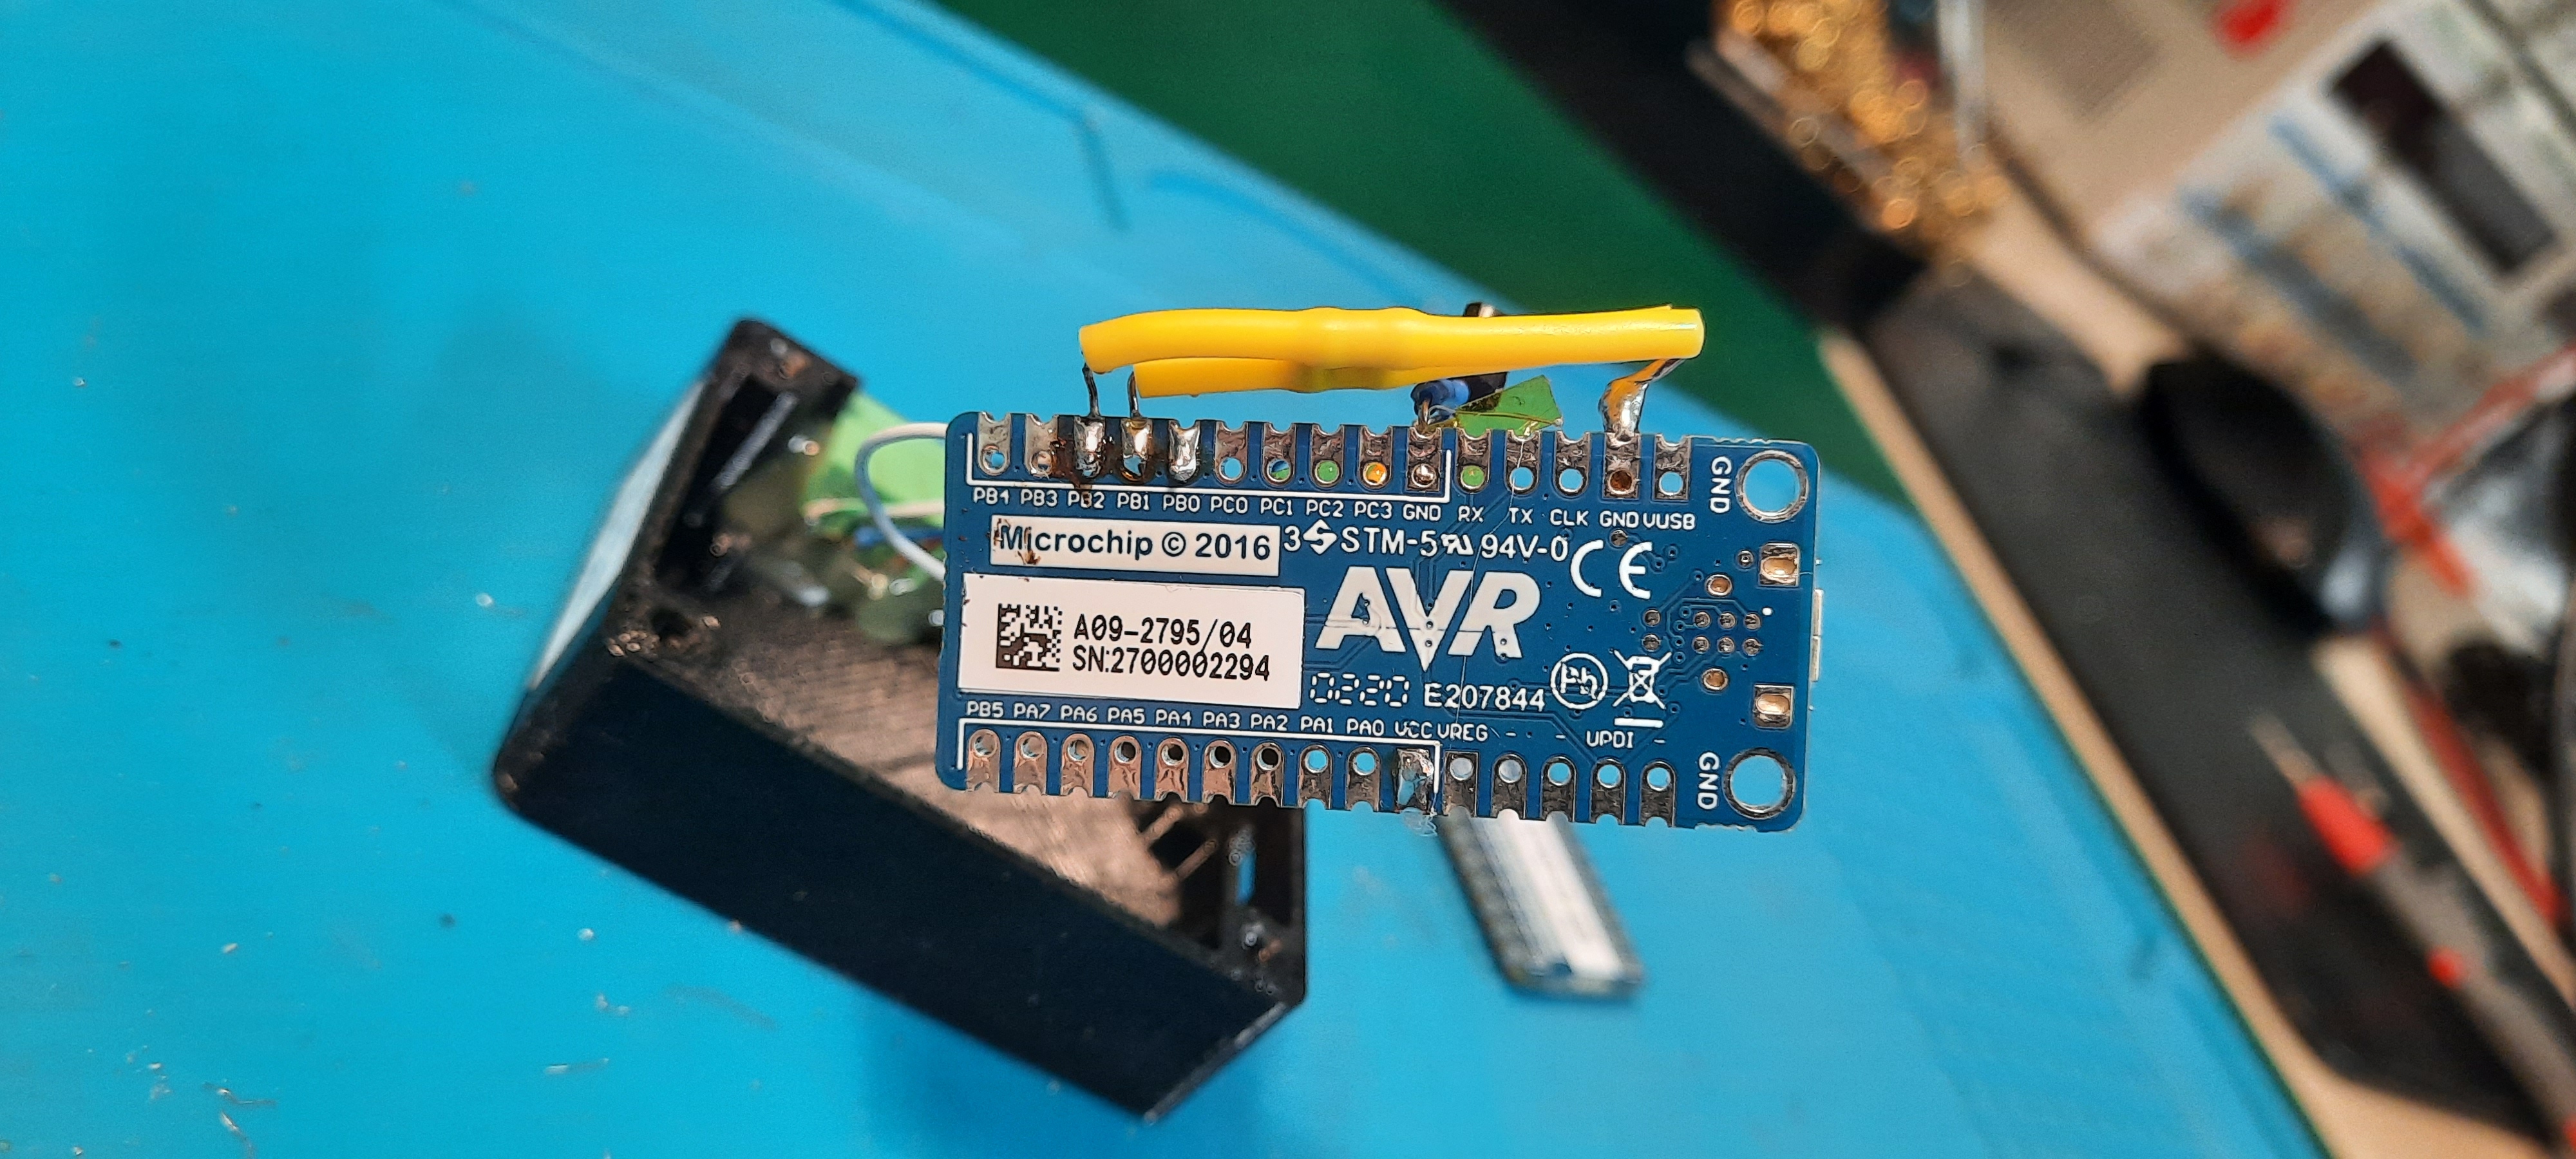 PB4 PB3 PB2 PB1 PB0 PC0 PC1 PC2 PC3 GND RX TX CLK GND VUSB
GND
Microchip © 2016
3 STM-5 94V-0 CE
AVR
A09-2795/04
SN:2700002294
0220 E207844
PB5 PA7 PA6 PA5 PA4 PA3 PA2 PA1 PA0 VCC VREG - - UPDI -
GND